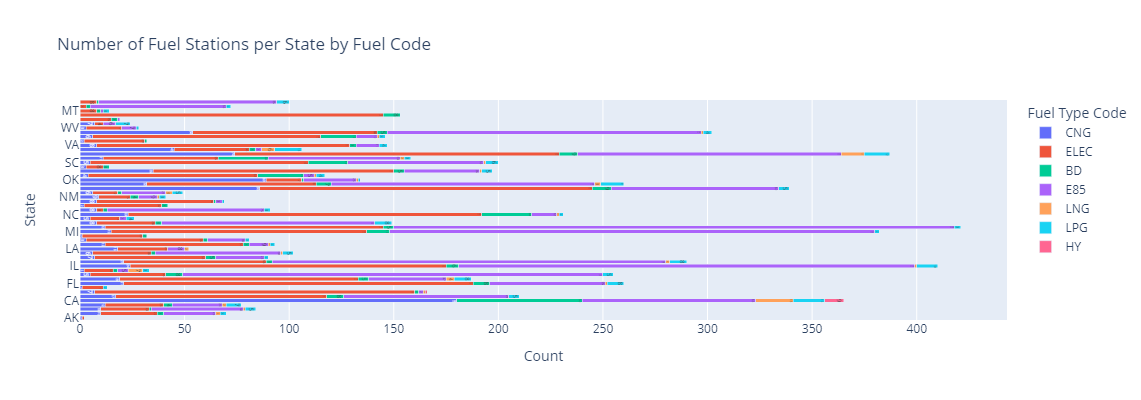 Number of Fuel Stations per State by Fuel Code
Fuel Type Code
CNG
ELEC
BD
E85
LNG
LPG
HY
State
MT
WV
VA
SC
OK
NM
NC
MI
LA
IL
FL
CA
AK
0 50 100 150 200 250 300 350 400
Count